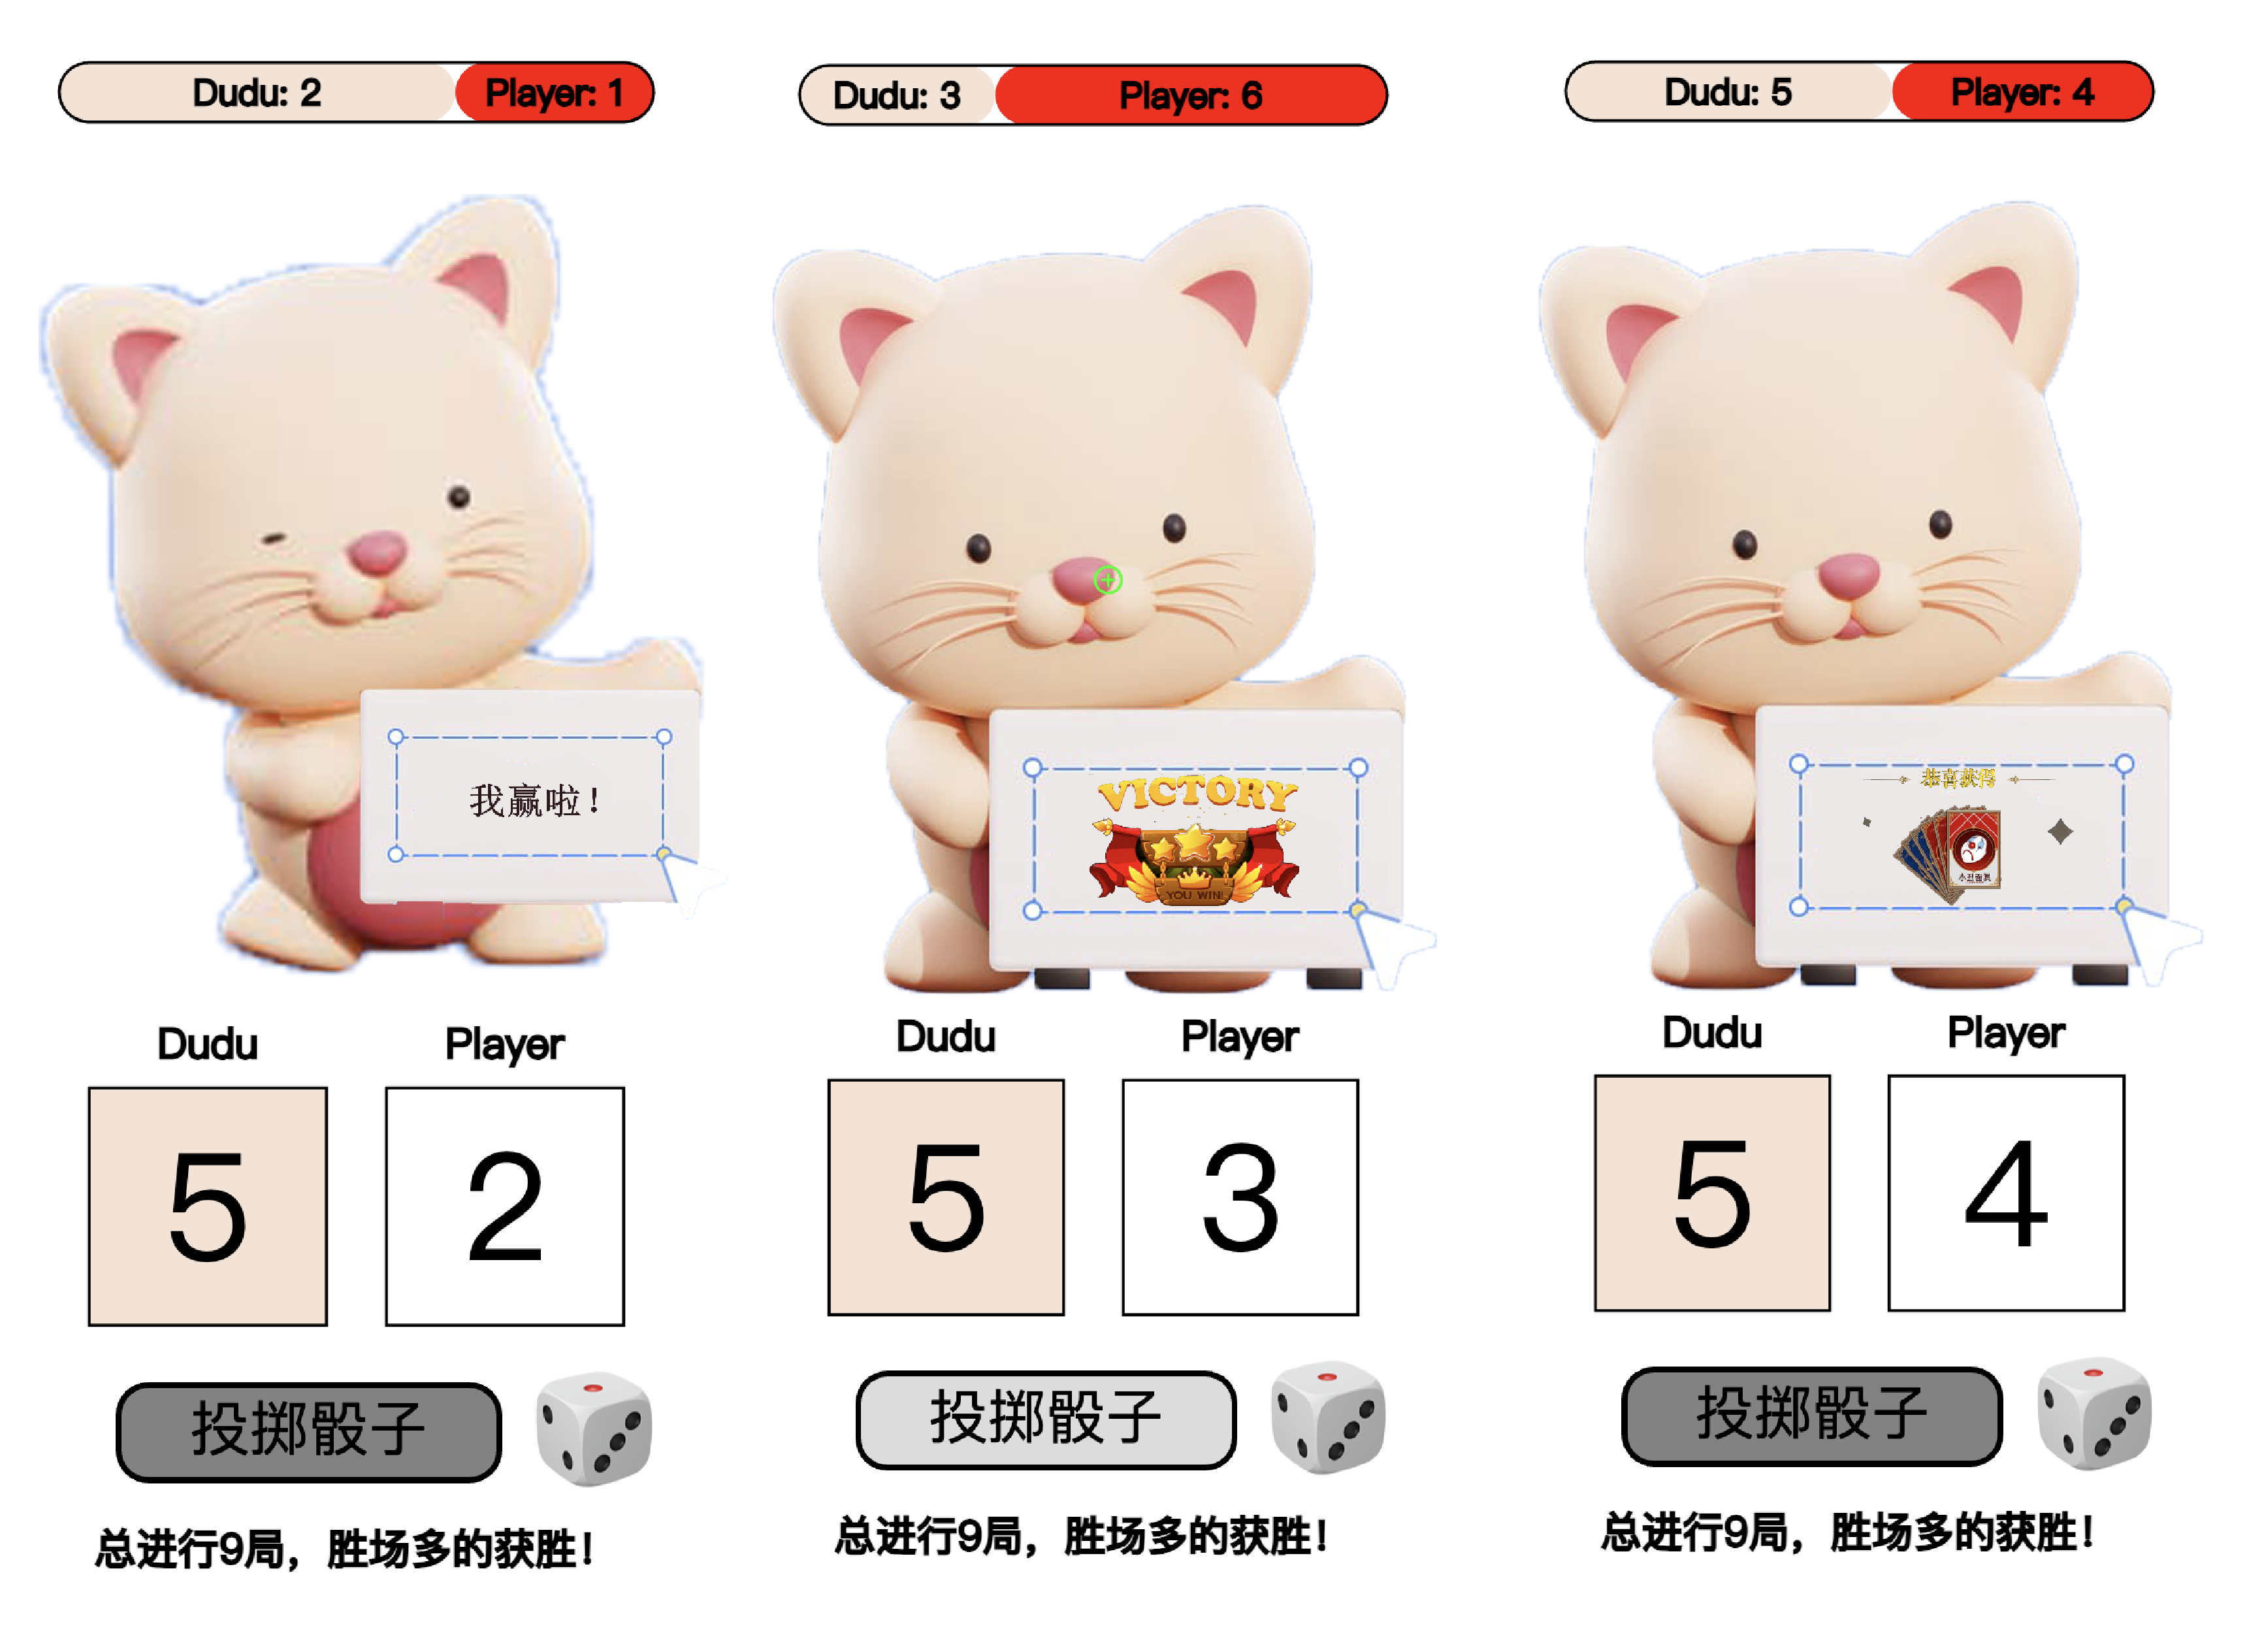 Dudu: 2 Player: 1
我赢啦！
Dudu Player
5 2
投掷骰子
总进行9局，胜场多的获胜！
Dudu: 3 Player: 6
VICTORY
YOU WIN!
Dudu Player
5 3
投掷骰子
总进行9局，胜场多的获胜！
Dudu: 5 Player: 4
恭喜获得
小丑面具
Dudu Player
5 4
投掷骰子
总进行9局，胜场多的获胜！